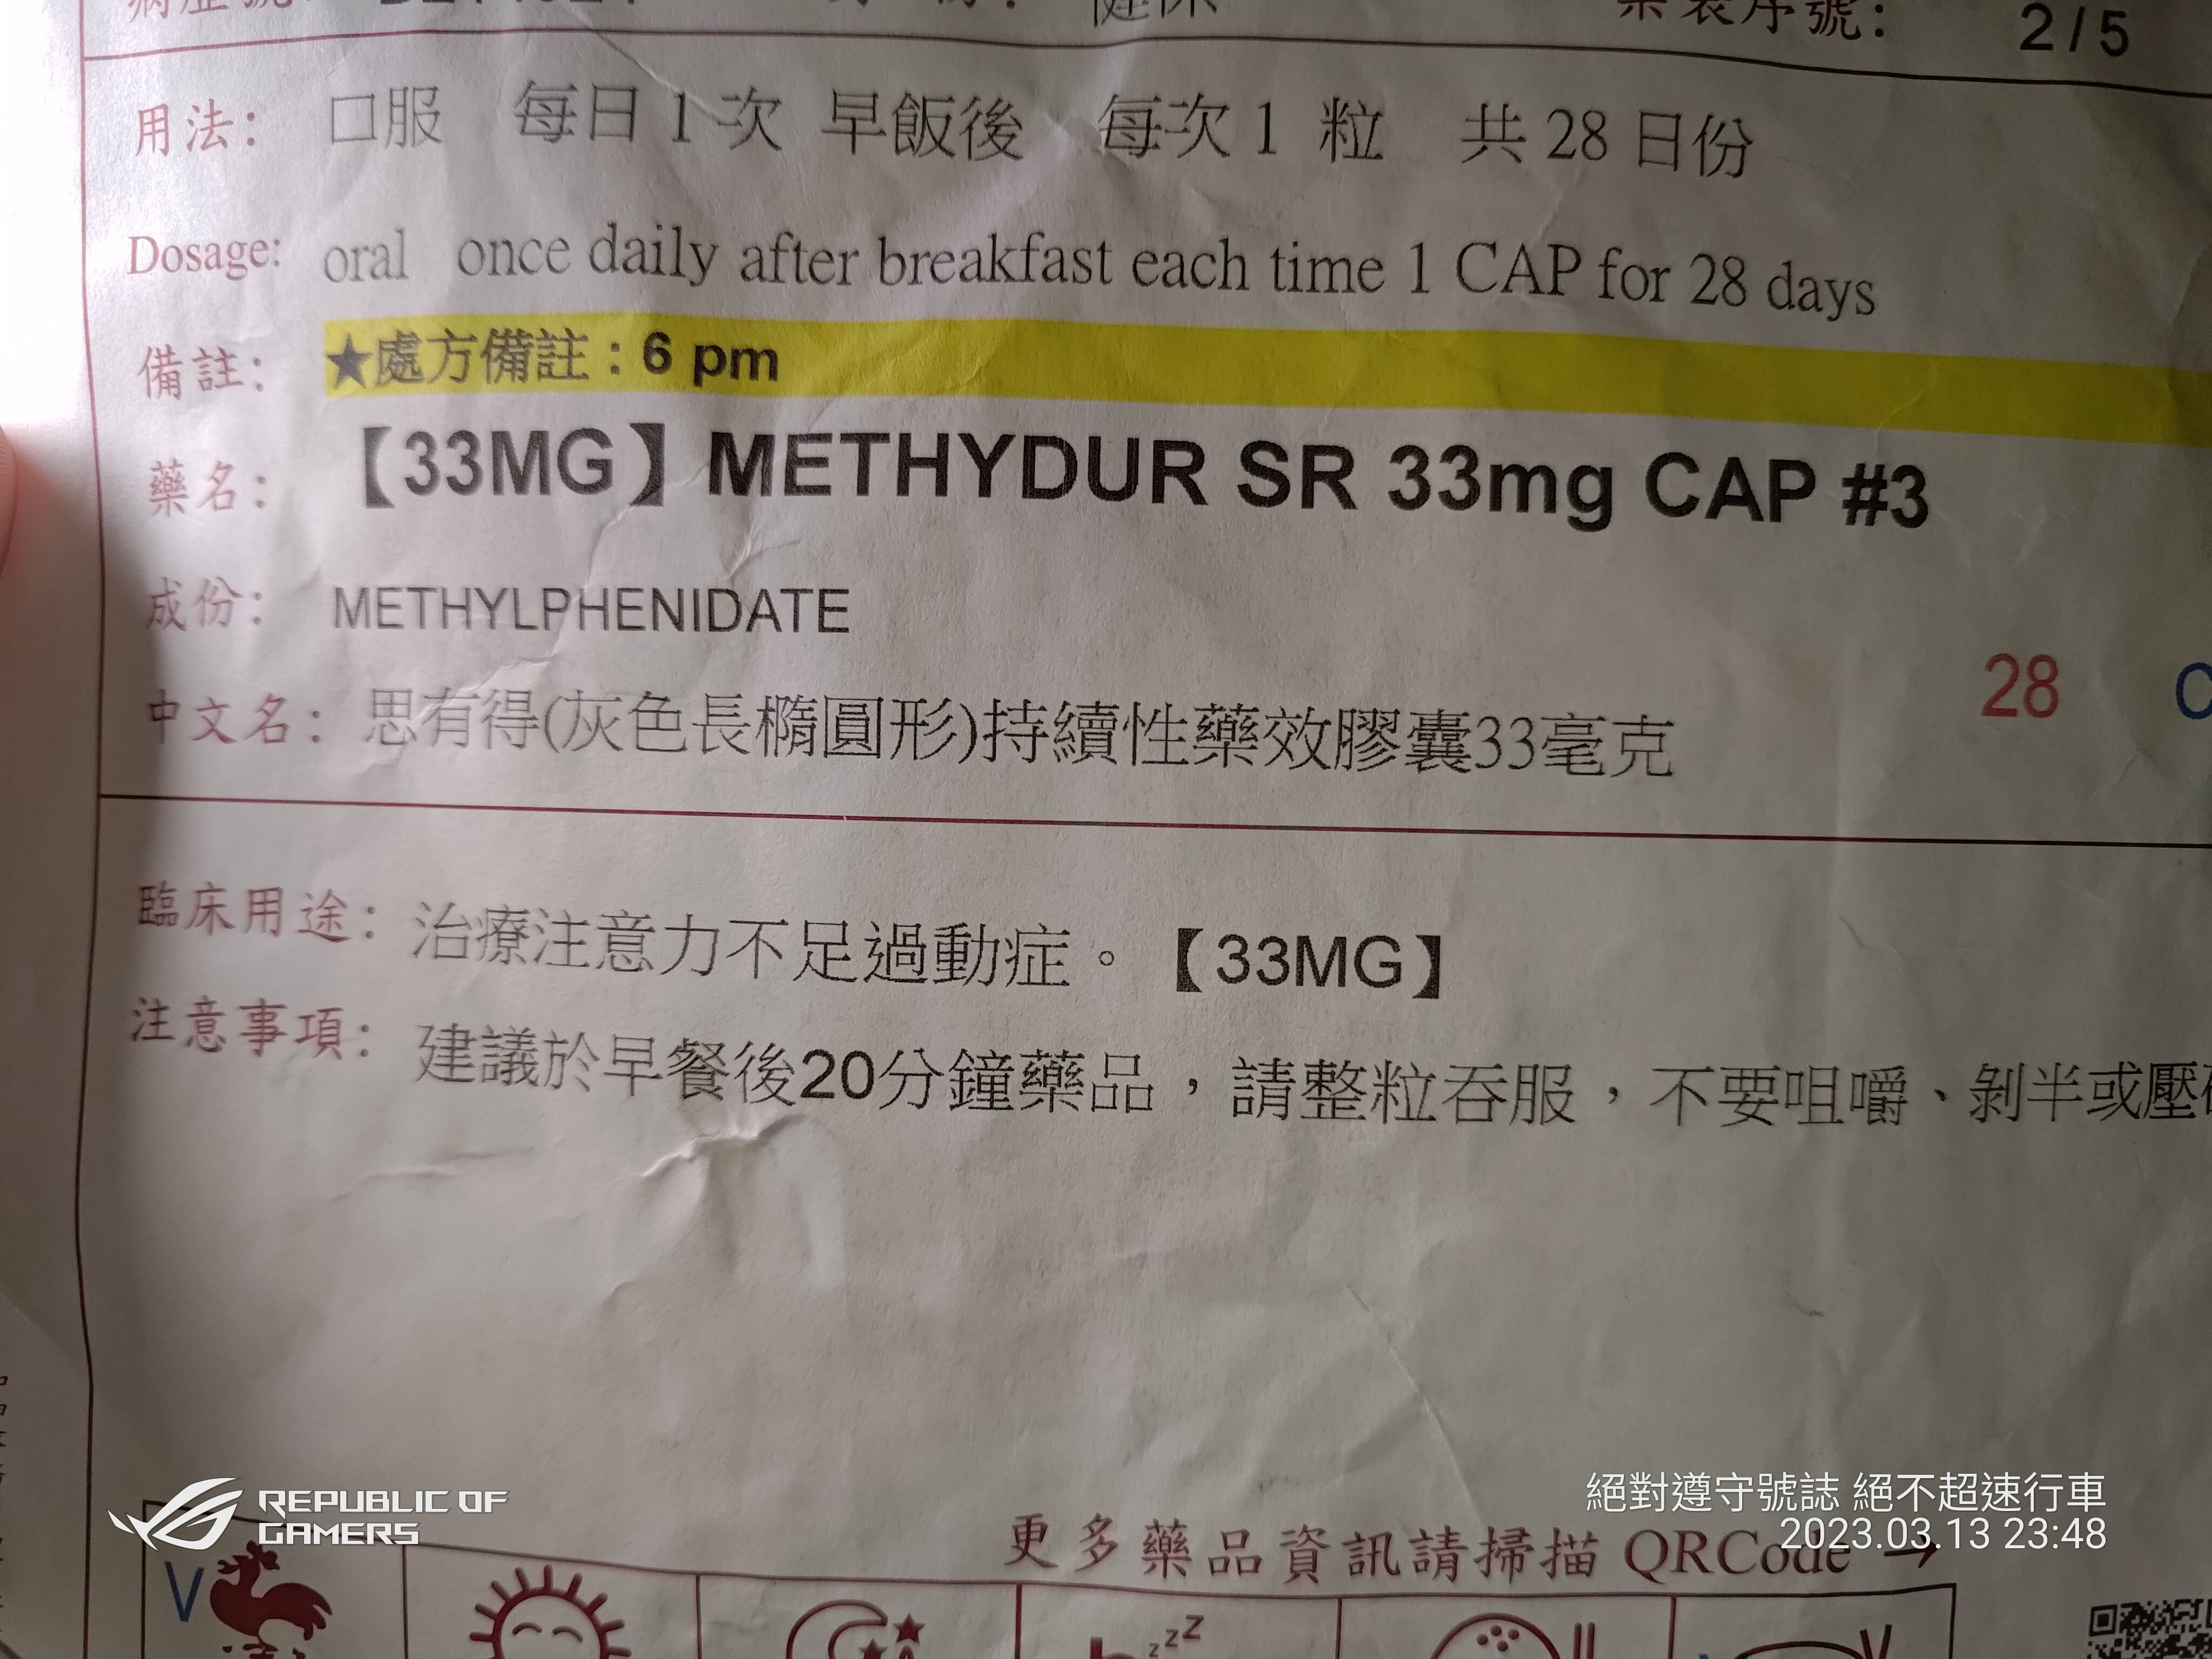 2/5
用法： 口服 每日1次 早飯後 每次1 粒 共28日份
Dosage: oral once daily after breakfast each time 1 CAP for 28 days
備註： ★處方備註：6 pm
藥名： 【33MG】METHYDUR SR 33mg CAP #3
成份： METHYLPHENIDATE
28
中文名： 思有得(灰色長橢圓形)持續性藥效膠囊33毫克
臨床用途： 治療注意力不足過動症。【33MG】
注意事項： 建議於早餐後20分鐘藥品，請整粒吞服，不要咀嚼、剝半或壓
REPUBLIC OF
GAMERS
絕對遵守號誌 絕不超速行車
2023.03.13 23:48
更多藥品資訊請掃描 QRCode →
V
z z Z